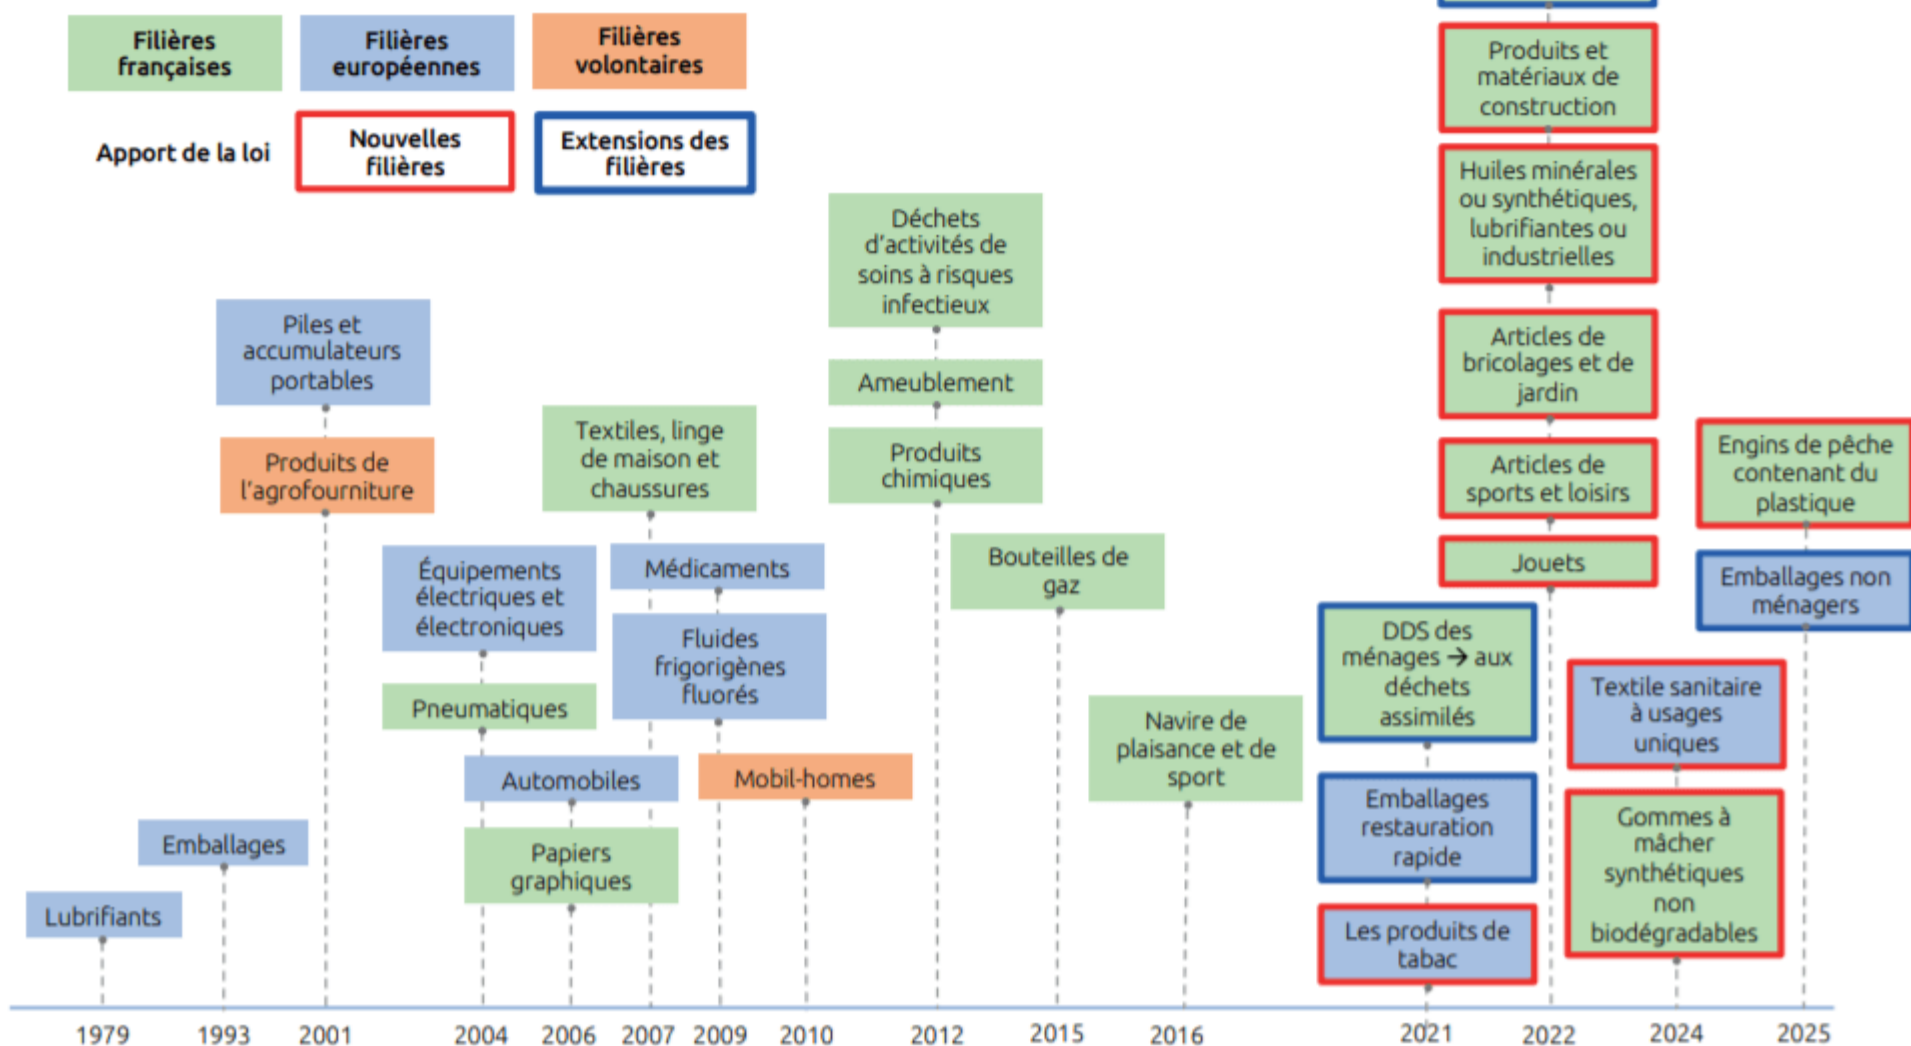 Filières
françaises
Filières
européennes
Filières
volontaires
Apport de la loi
Nouvelles
filières
Extensions des
filières
Lubrifiants
Emballages
Piles et
accumulateurs
portables
Produits de
l'agrofourniture
Équipements
électriques et
électroniques
Pneumatiques
Automobiles
Papiers
graphiques
Textiles, linge
de maison et
chaussures
Médicaments
Fluides
frigorigènes
fluorés
Mobil-homes
Déchets
d'activités de
soins à risques
infectieux
Ameublement
Produits
chimiques
Bouteilles de
gaz
Navire de
plaisance et de
sport
DDS des
ménages → aux
déchets
assimilés
Emballages
restauration
rapide
Les produits de
tabac
Produits et
matériaux de
construction
Huiles minérales
ou synthétiques,
lubrifiantes ou
industrielles
Articles de
bricolages et de
jardin
Articles de
sports et loisirs
Jouets
Textile sanitaire
à usages
uniques
Gommes à
mâcher
synthétiques
non
biodégradables
Engins de pêche
contenant du
plastique
Emballages non
ménagers
1979 1993 2001 2004 2006 2007 2009 2010 2012 2015 2016 2021 2022 2024 2025